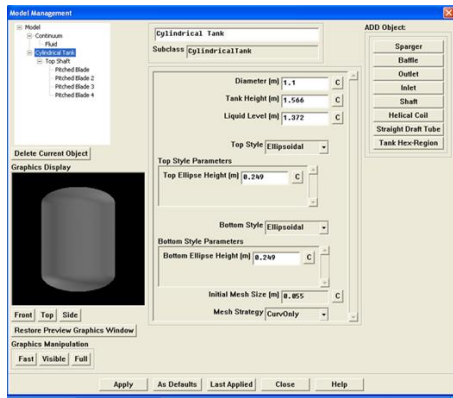 Model Management
Model
Continuum
Fluid
Cylindrical Tank
Top Shaft
Pitched Blade
Pitched Blade 2
Pitched Blade 3
Pitched Blade 4
Delete Current Object
Graphics Display
Front Top Side
Restore Preview Graphics Window
Graphics Manipulation
Fast Visible Full
Cylindrical Tank
Subclass CylindricalTank
Diameter [m] 1.1 C
Tank Height [m] 1.566 C
Liquid Level [m] 1.372 C
Top Style Ellipsoidal
Top Style Parameters
Top Ellipse Height [m] 0.249 C
Bottom Style Ellipsoidal
Bottom Style Parameters
Bottom Ellipse Height [m] 0.249 C
Initial Mesh Size [m] 0.055 C
Mesh Strategy CurvOnly
ADD Object:
Sparger
Baffle
Outlet
Inlet
Shaft
Helical Coil
Straight Draft Tube
Tank Hex-Region
Apply As Defaults Last Applied Close Help